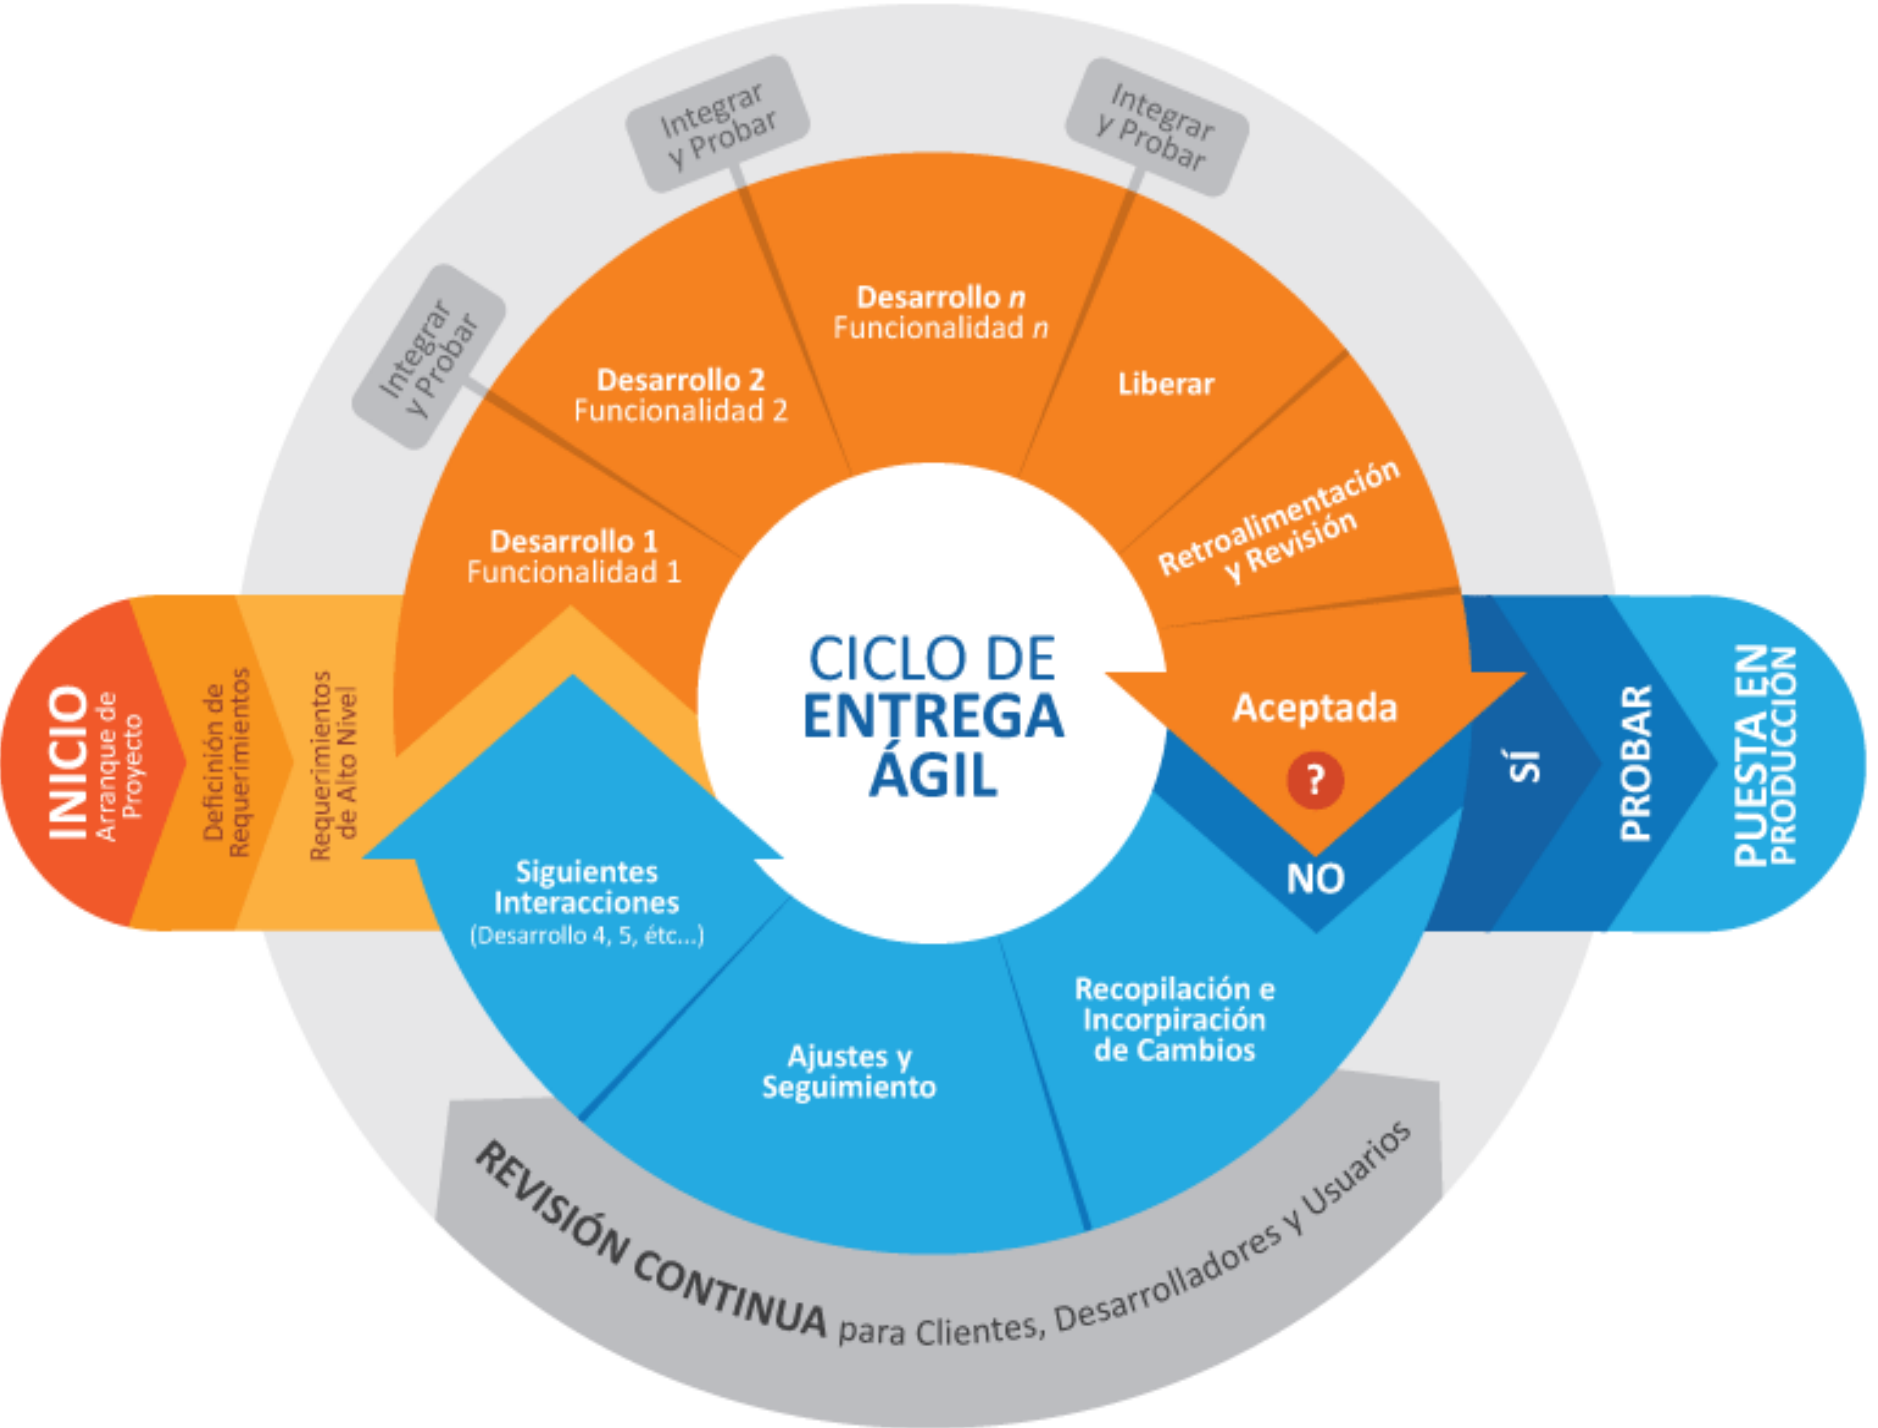 INICIO
Arranque de
Proyecto
Deficinión de
Requerimientos
Requerimientos
de Alto Nivel
Desarrollo 1
Funcionalidad 1
Integrar
y Probar
Desarrollo 2
Funcionalidad 2
Integrar
y Probar
Desarrollo n
Funcionalidad n
Integrar
y Probar
Liberar
Retroalimentación
y Revisión
Aceptada
?
NO
SÍ
PROBAR
PUESTA EN
PRODUCCIÓN
Recopilación e
Incorpiración
de Cambios
Ajustes y
Seguimiento
Siguientes
Interacciones
(Desarrollo 4, 5, étc...)
CICLO DE
ENTREGA
ÁGIL
REVISIÓN CONTINUA para Clientes, Desarrolladores y Usuarios